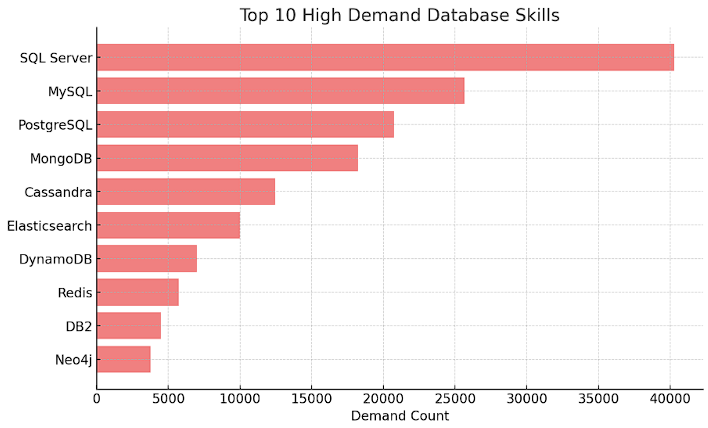 Top 10 High Demand Database Skills
SQL Server
MySQL
PostgreSQL
MongoDB
Cassandra
Elasticsearch
DynamoDB
Redis
DB2
Neo4j
0 5000 10000 15000 20000 25000 30000 35000 40000
Demand Count